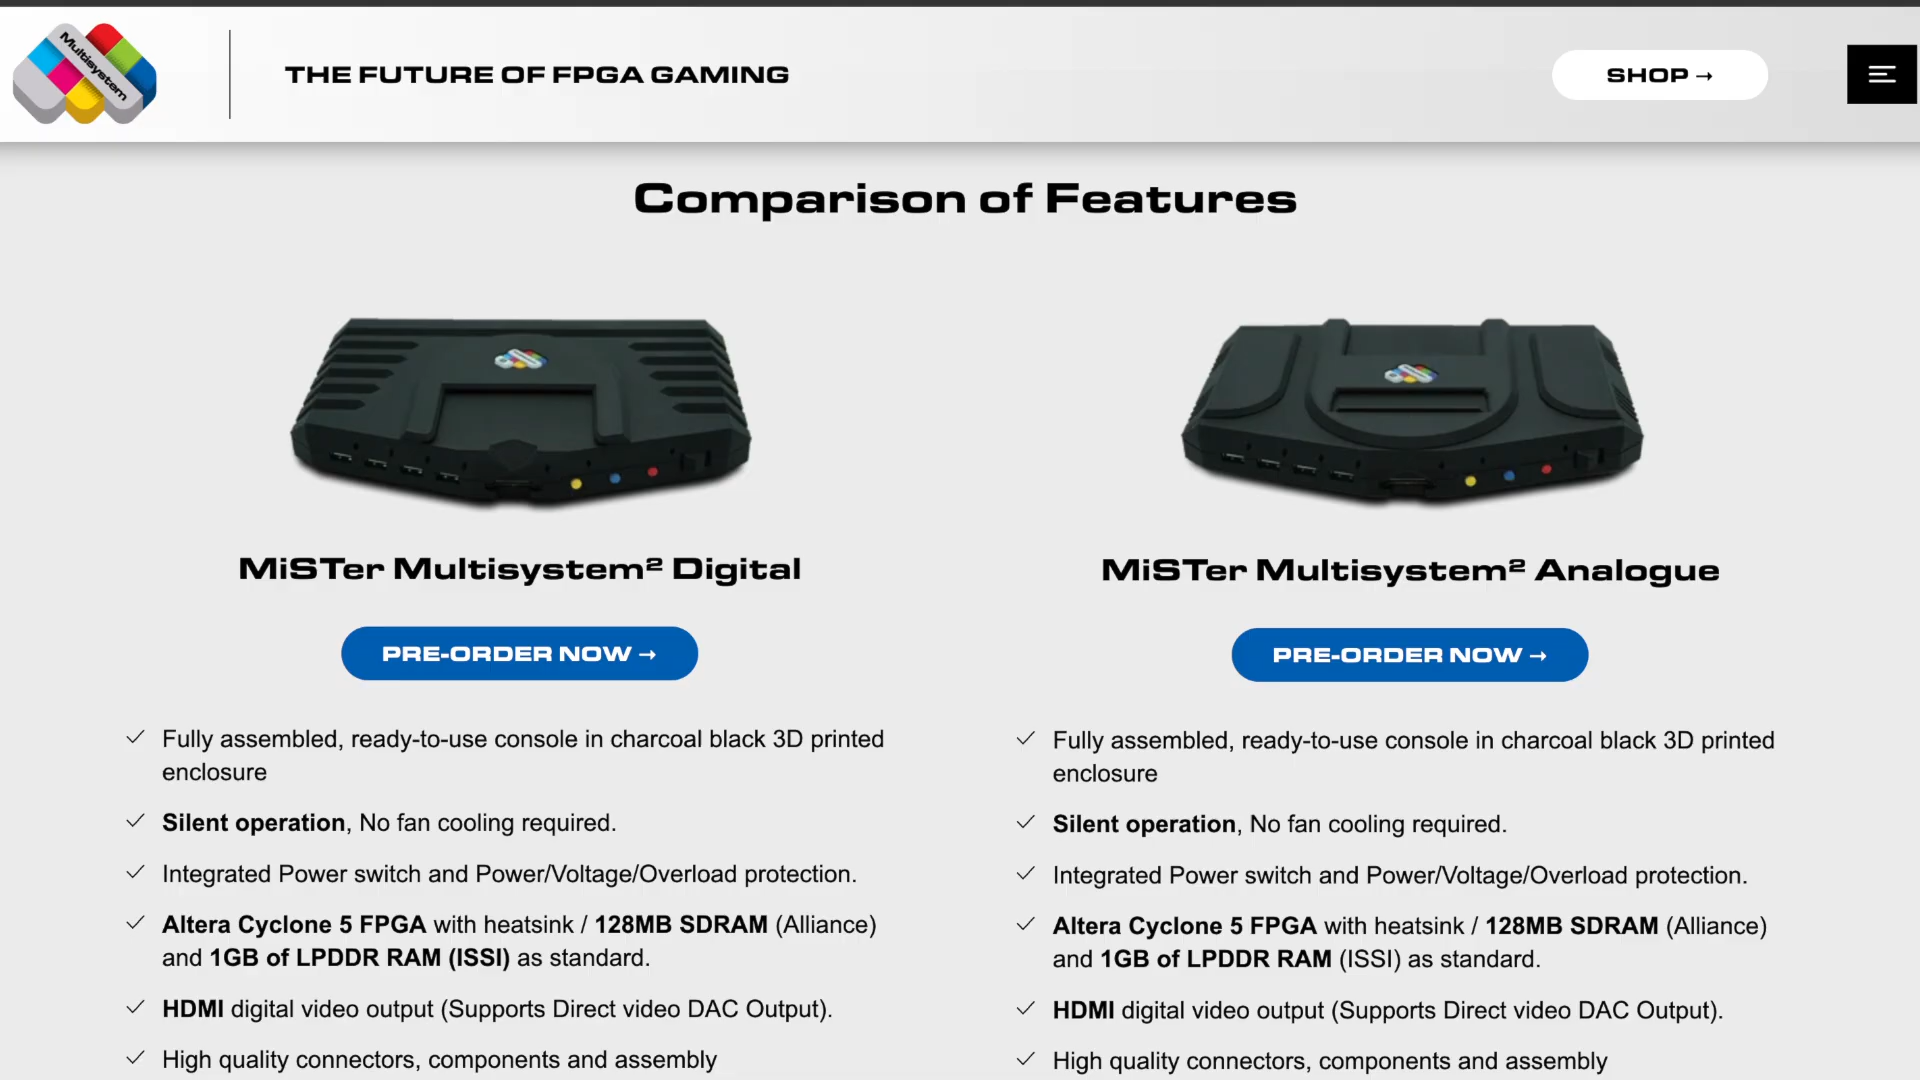 Multisystem
THE FUTURE OF FPGA GAMING
SHOP →
Comparison of Features
MiSTer Multisystem² Digital
PRE-ORDER NOW →
Fully assembled, ready-to-use console in charcoal black 3D printed
enclosure
Silent operation, No fan cooling required.
Integrated Power switch and Power/Voltage/Overload protection.
Altera Cyclone 5 FPGA with heatsink / 128MB SDRAM (Alliance)
and 1GB of LPDDR RAM (ISSI) as standard.
HDMI digital video output (Supports Direct video DAC Output).
High quality connectors, components and assembly
MiSTer Multisystem² Analogue
PRE-ORDER NOW →
Fully assembled, ready-to-use console in charcoal black 3D printed
enclosure
Silent operation, No fan cooling required.
Integrated Power switch and Power/Voltage/Overload protection.
Altera Cyclone 5 FPGA with heatsink / 128MB SDRAM (Alliance)
and 1GB of LPDDR RAM (ISSI) as standard.
HDMI digital video output (Supports Direct video DAC Output).
High quality connectors, components and assembly